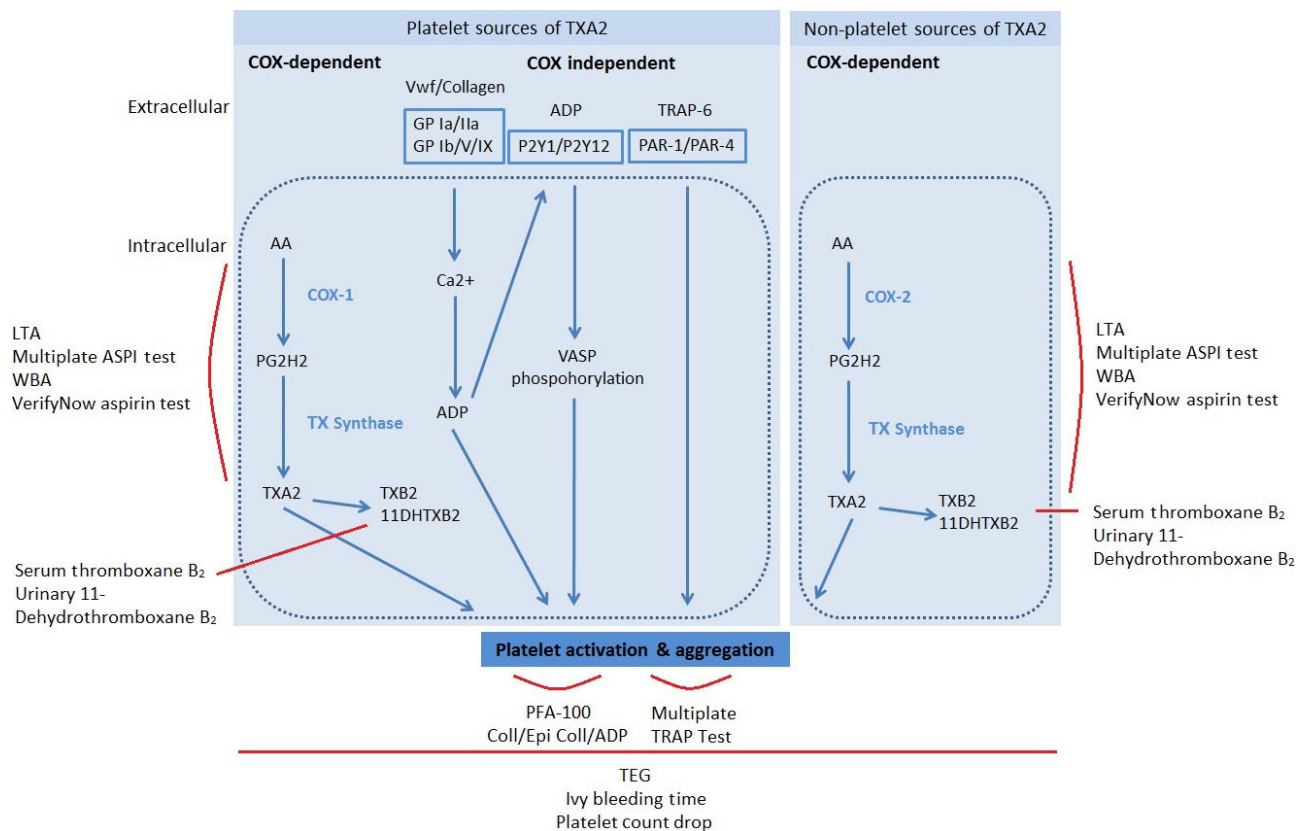 Platelet sources of TXA2
Non-platelet sources of TXA2
COX-dependent
COX independent
COX-dependent
Extracellular
Vwf/Collagen
GP Ia/IIa
GP Ib/V/IX
ADP
P2Y1/P2Y12
TRAP-6
PAR-1/PAR-4
Intracellular
AA
COX-1
PG2H2
TX Synthase
TXA2
TXB2
11DHTXB2
Ca2+
ADP
VASP
phospohorylation
AA
COX-2
PG2H2
TX Synthase
TXA2
TXB2
11DHTXB2
LTA
Multiplate ASPI test
WBA
VerifyNow aspirin test
Serum thromboxane B₂
Urinary 11-
Dehydrothromboxane B₂
LTA
Multiplate ASPI test
WBA
VerifyNow aspirin test
Serum thromboxane B₂
Urinary 11-
Dehydrothromboxane B₂
Platelet activation & aggregation
PFA-100
Coll/Epi Coll/ADP
Multiplate
TRAP Test
TEG
Ivy bleeding time
Platelet count drop